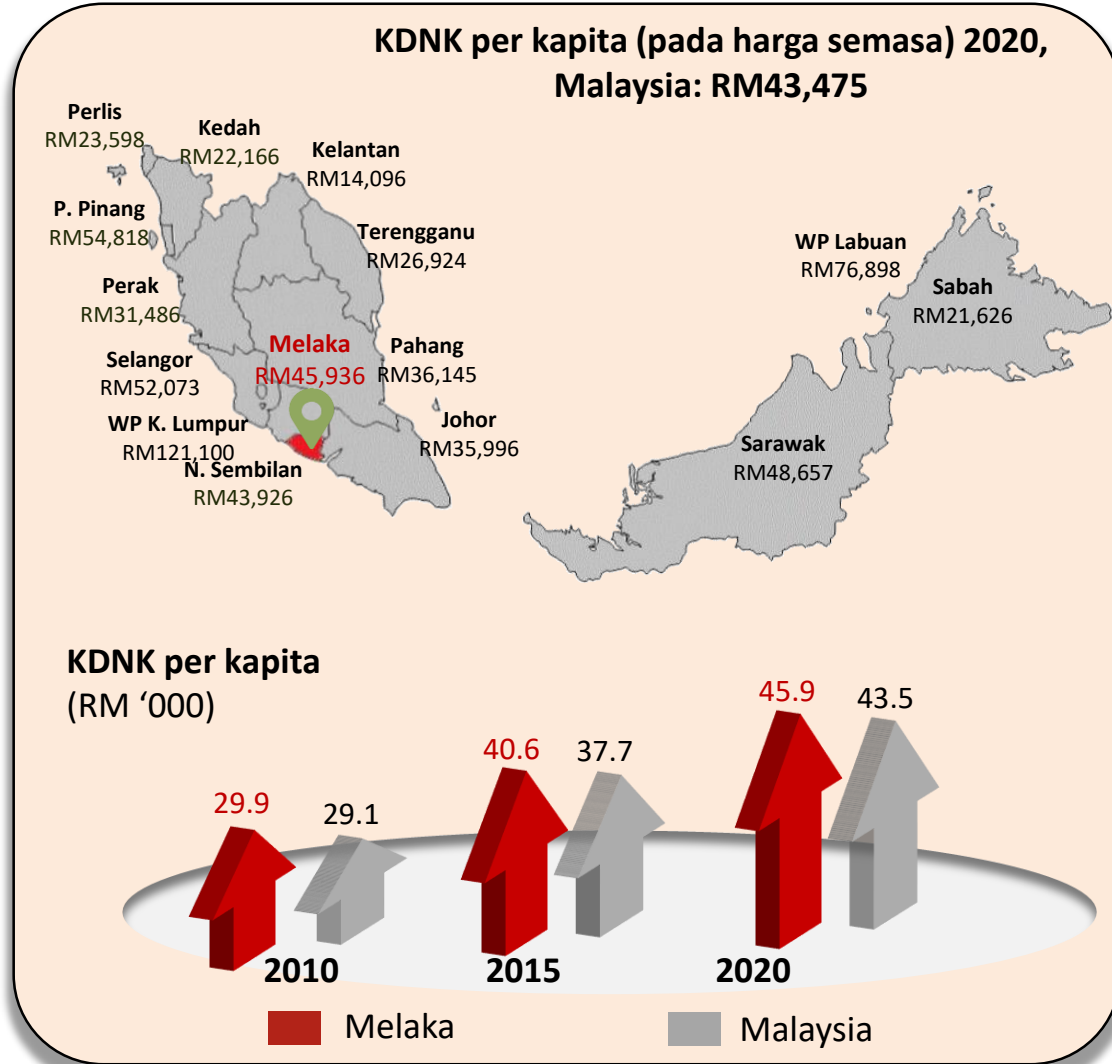 KDNK per kapita (pada harga semasa) 2020,
Malaysia: RM43,475
Perlis
RM23,598
Kedah
RM22,166
Kelantan
RM14,096
P. Pinang
RM54,818
Terengganu
RM26,924
WP Labuan
RM76,898
Sabah
RM21,626
Perak
RM31,486
Melaka
RM45,936
Pahang
RM36,145
Selangor
RM52,073
WP K. Lumpur
RM121,100
Johor
RM35,996
Sarawak
RM48,657
N. Sembilan
RM43,926
KDNK per kapita
(RM ‘000)
29.9
29.1
40.6
37.7
45.9
43.5
2010
2015
2020
Melaka
Malaysia